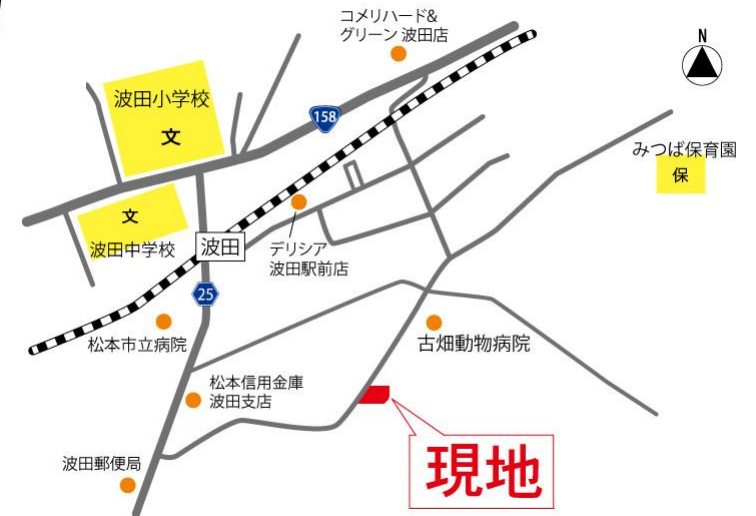 コメリハード&
グリーン 波田店
N
波田小学校
文
158
みつば保育園
保
文
波田中学校
波田
デリシア
波田駅前店
25
松本市立病院
古畑動物病院
松本信用金庫
波田支店
現地
波田郵便局